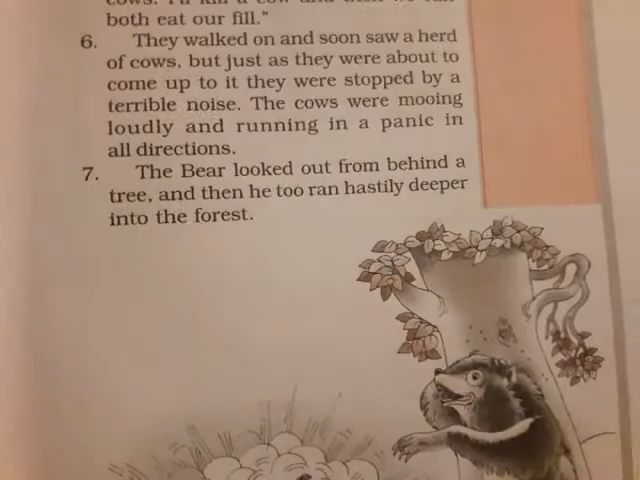 both eat our fill."
6. They walked on and soon saw a herd
of cows, but just as they were about to
come up to it they were stopped by a
terrible noise. The cows were mooing
loudly and running in a panic in
all directions.
7. The Bear looked out from behind a
tree, and then he too ran hastily deeper
into the forest.